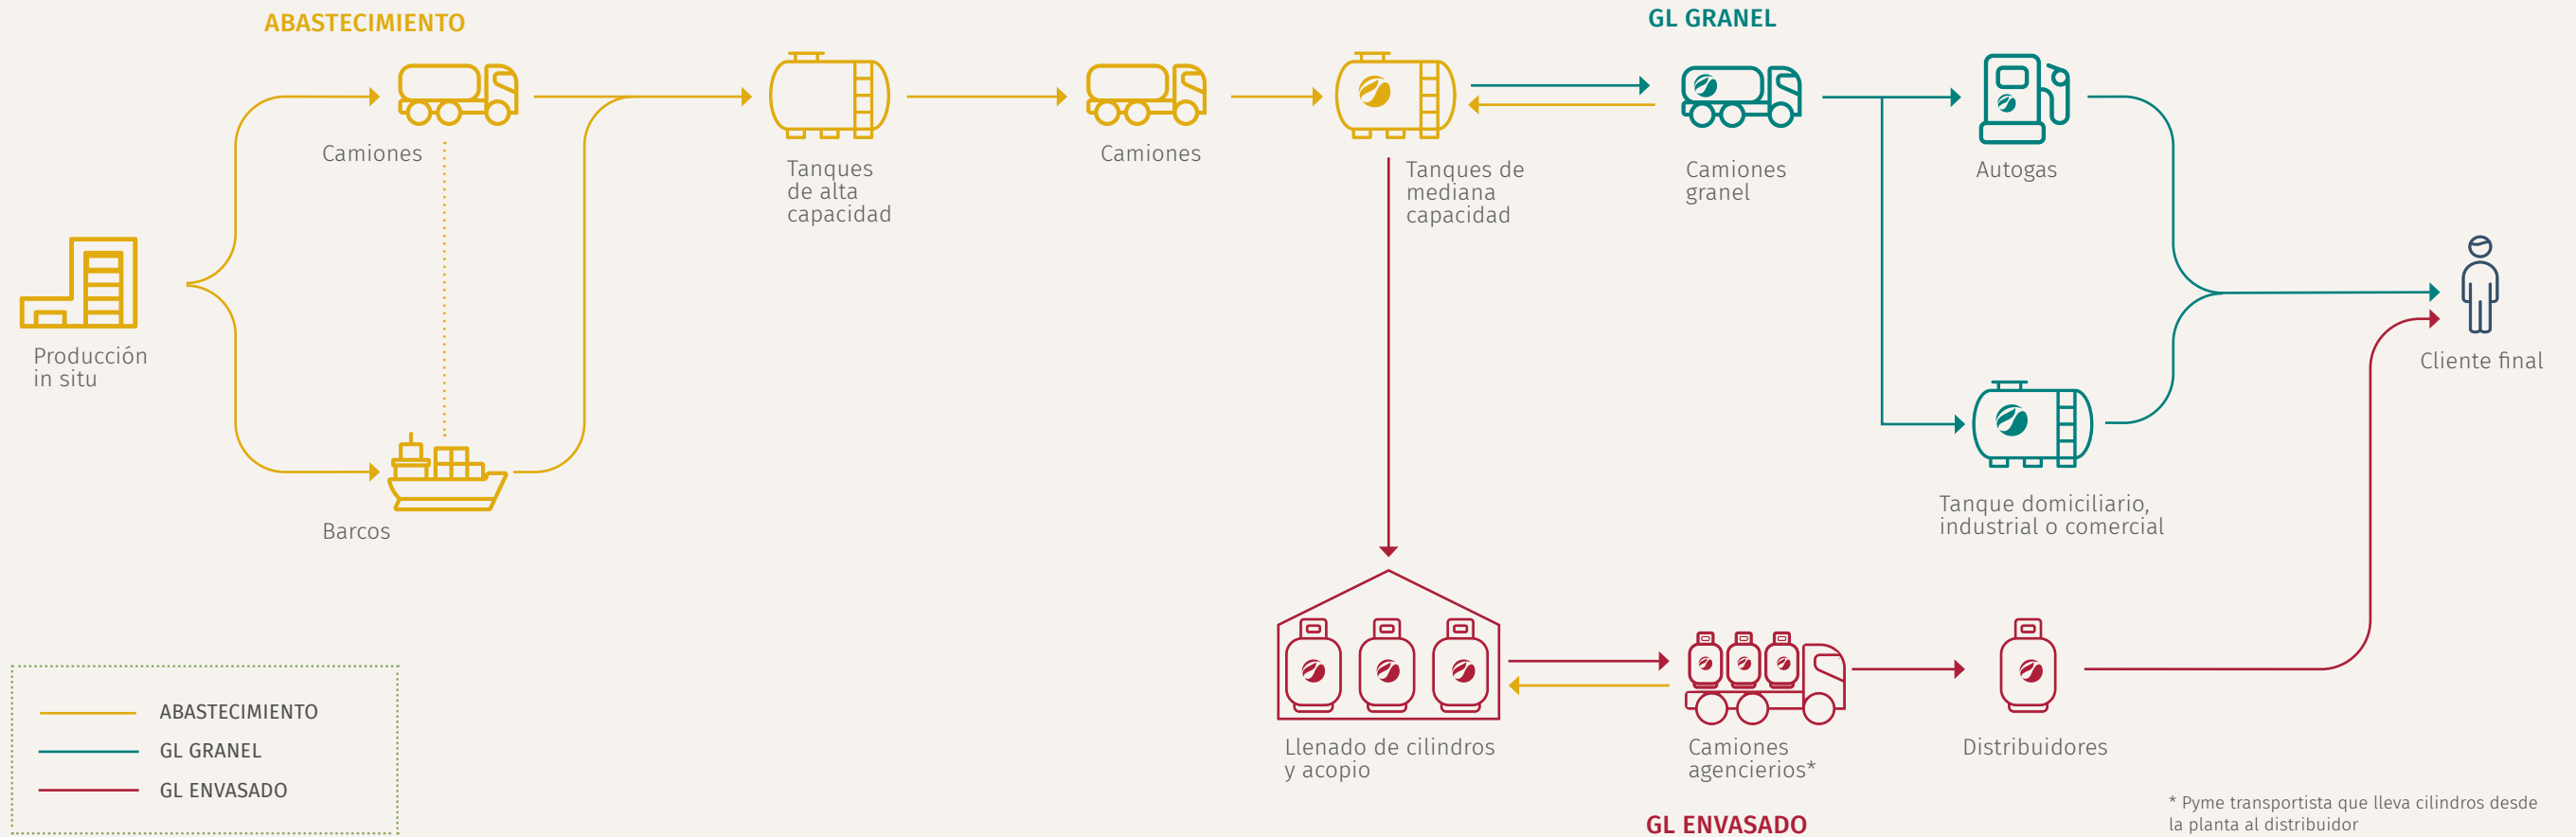 ABASTECIMIENTO
GL GRANEL
Camiones
Tanques
de alta
capacidad
Camiones
Tanques de
mediana
capacidad
Camiones
granel
Autogas
Producción
in situ
Cliente final
Barcos
Tanque domiciliario,
industrial o comercial
ABASTECIMIENTO
GL GRANEL
GL ENVASADO
Llenado de cilindros
y acopio
Camiones
agencierios*
Distribuidores
GL ENVASADO
* Pyme transportista que lleva cilindros desde
la planta al distribuidor